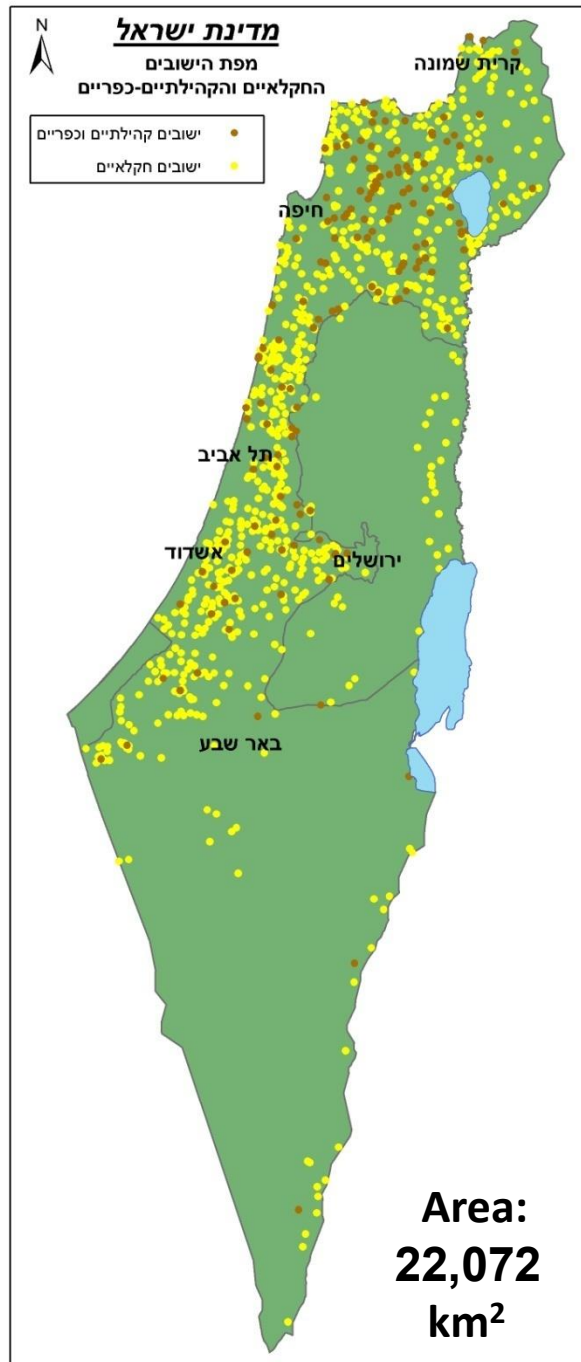 N
מדינת ישראל
מפת הישובים
החקלאיים והקהילתיים-כפריים
ישובים קהילתיים וכפריים
ישובים חקלאיים
קרית שמונה
חיפה
תל אביב
אשדוד
ירושלים
באר שבע
Area:
22,072
km²